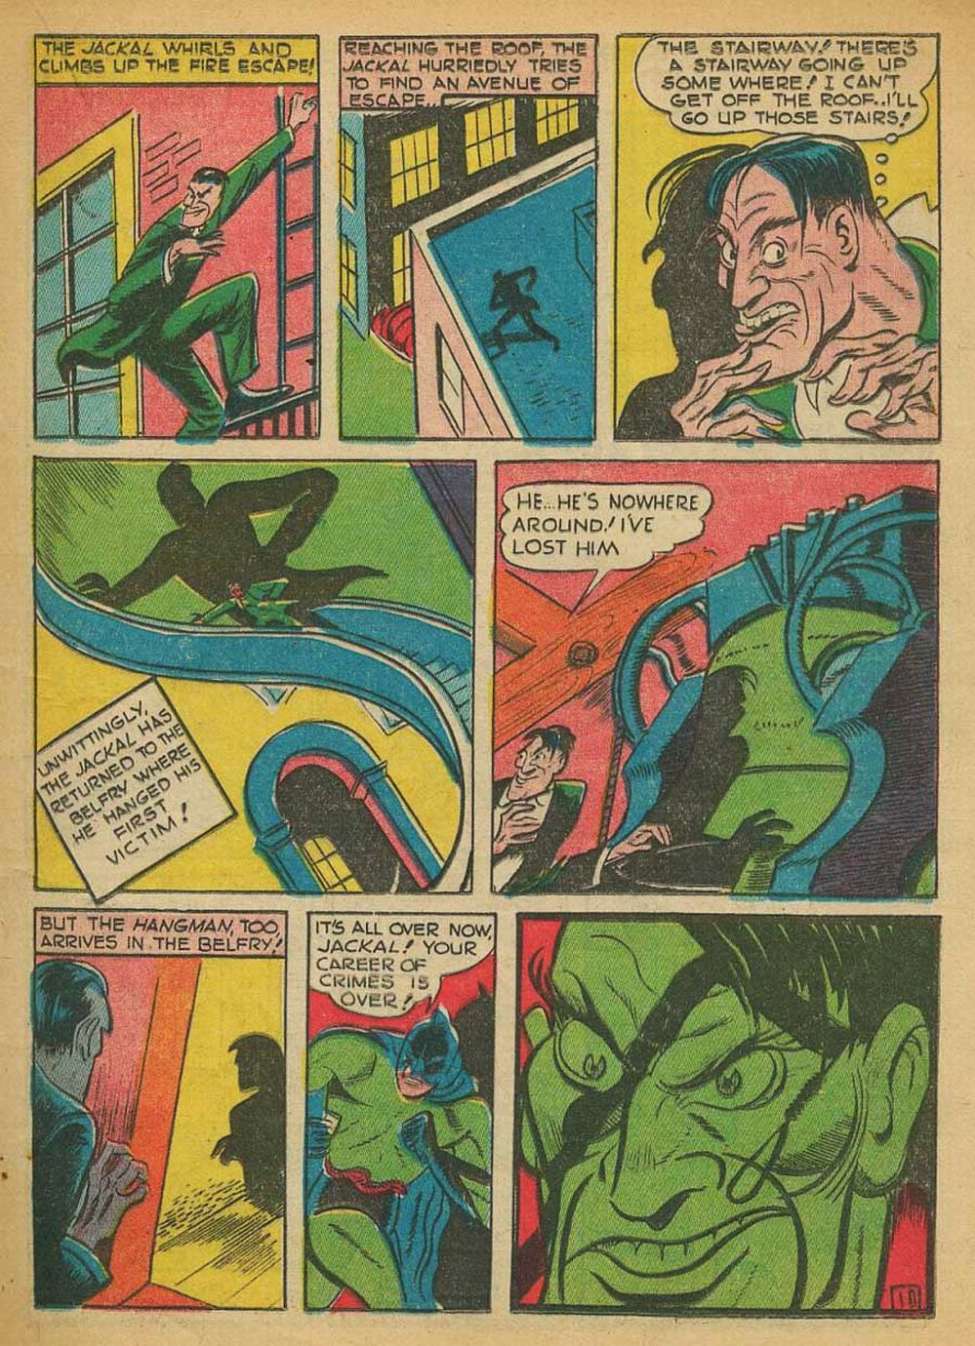 THE JACKAL WHIRLS AND
CLIMBS UP THE FIRE ESCAPE!
REACHING THE ROOF, THE
JACKAL HURRIEDLY TRIES
TO FIND AN AVENUE OF
ESCAPE...
THE STAIRWAY! THERE'S
A STAIRWAY GOING UP
SOME WHERE! I CAN'T
GET OFF THE ROOF..I'LL
GO UP THOSE STAIRS!
UNWITTINGLY,
THE JACKAL HAS
RETURNED TO THE
BELFRY WHERE
HE HANGED HIS
FIRST
VICTIM!
HE...HE'S NOWHERE
AROUND! I'VE
LOST HIM
BUT THE HANGMAN, TOO,
ARRIVES IN THE BELFRY!
IT'S ALL OVER NOW,
JACKAL! YOUR
CAREER OF
CRIMES IS
OVER!
10